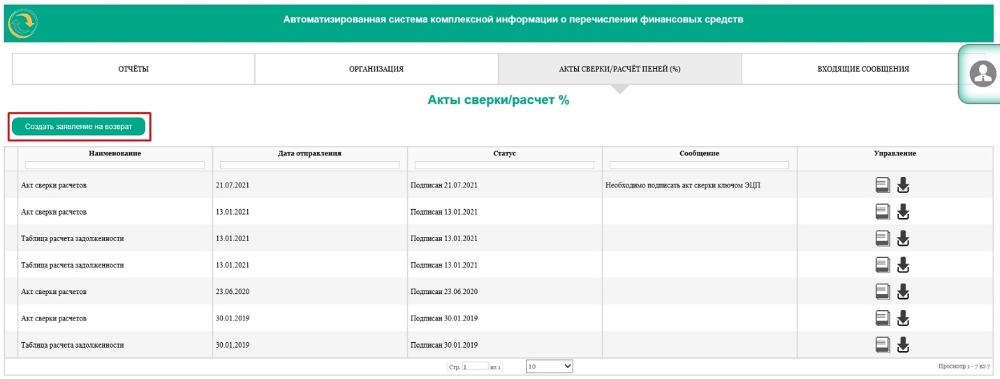 Автоматизированная система комплексной информации о перечислении финансовых средств
ОТЧЁТЫ ОРГАНИЗАЦИЯ АКТЫ СВЕРКИ/РАСЧЁТ ПЕНЕЙ (%) ВХОДЯЩИЕ СООБЩЕНИЯ
Акты сверки/расчет %
Создать заявление на возврат
Наименование Дата отправления Статус Сообщение Управление
Акт сверки расчетов 21.07.2021 Подписан 21.07.2021 Необходимо подписать акт сверки ключом ЭЦП
Акт сверки расчетов 13.01.2021 Подписан 13.01.2021
Таблица расчета задолженности 13.01.2021 Подписан 13.01.2021
Таблица расчета задолженности 13.01.2021 Подписан 13.01.2021
Акт сверки расчетов 23.06.2020 Подписан 23.06.2020
Акт сверки расчетов 30.01.2019 Подписан 30.01.2019
Таблица расчета задолженности 30.01.2019 Подписан 30.01.2019
Стр. 1 из 1 10 Просмотр 1 - 7 из 7